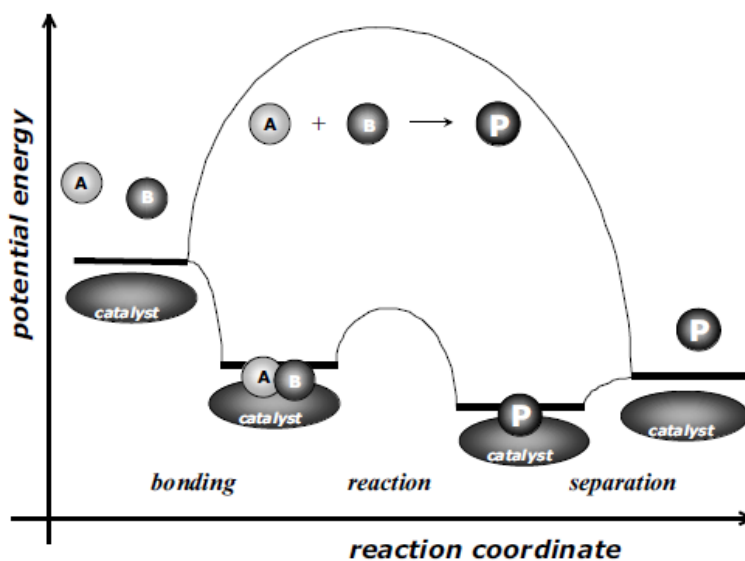 potential energy
A + B → P
A
B
catalyst
A B
catalyst
P
catalyst
P
catalyst
bonding reaction separation
reaction coordinate